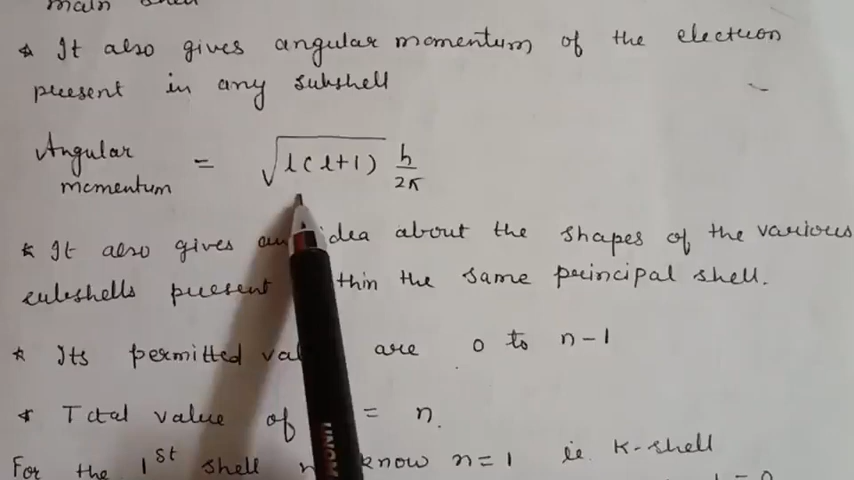 main shell
* It also gives angular momentum of the electron
present in any subshell
Angular momentum = √l(l+1) h/2π
* It also gives an idea about the shapes of the various
subshells present thin the same principal shell.
* Its permitted va are 0 to n-1
* Total value of = n.
For the 1st shell know n=1 ie. K-shell